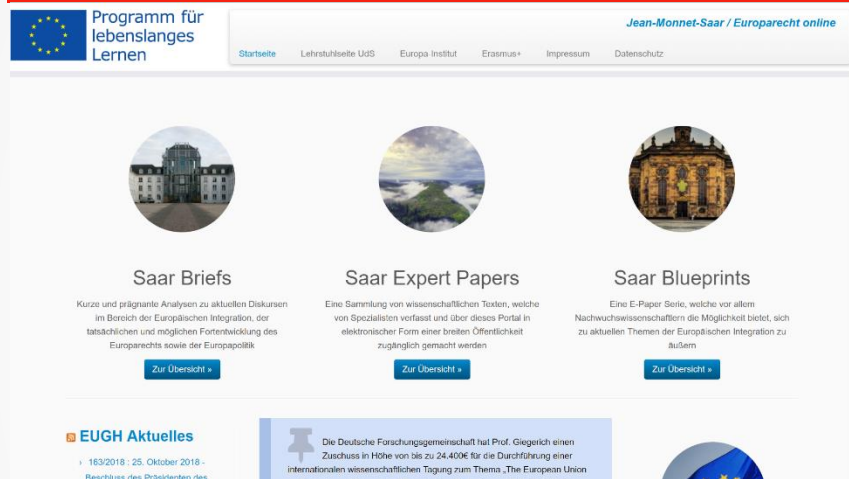 Programm für
lebenslanges
Lernen
Jean-Monnet-Saar / Europarecht online
Startseite Lehrstuhlseite UdS Europa Institut Erasmus+ Impressum Datenschutz
Saar Briefs
Kurze und prägnante Analysen zu aktuellen Diskursen
im Bereich der Europäischen Integration, der
tatsächlichen und möglichen Fortentwicklung des
Europarechts sowie der Europapolitik
Zur Übersicht »
Saar Expert Papers
Eine Sammlung von wissenschaftlichen Texten, welche
von Spezialisten verfasst und über dieses Portal in
elektronischer Form einer breiten Öffentlichkeit
zugänglich gemacht werden
Zur Übersicht »
Saar Blueprints
Eine E-Paper Serie, welche vor allem
Nachwuchswissenschaftlern die Möglichkeit bietet, sich
zu aktuellen Themen der Europäischen Integration zu
äußern
Zur Übersicht »
EUGH Aktuelles
› 163/2018 : 25. Oktober 2018 -
Beschluss des Präsidenten des
Die Deutsche Forschungsgemeinschaft hat Prof. Giegerich einen
Zuschuss in Höhe von bis zu 24.400€ für die Durchführung einer
internationalen wissenschaftlichen Tagung zum Thema „The European Union